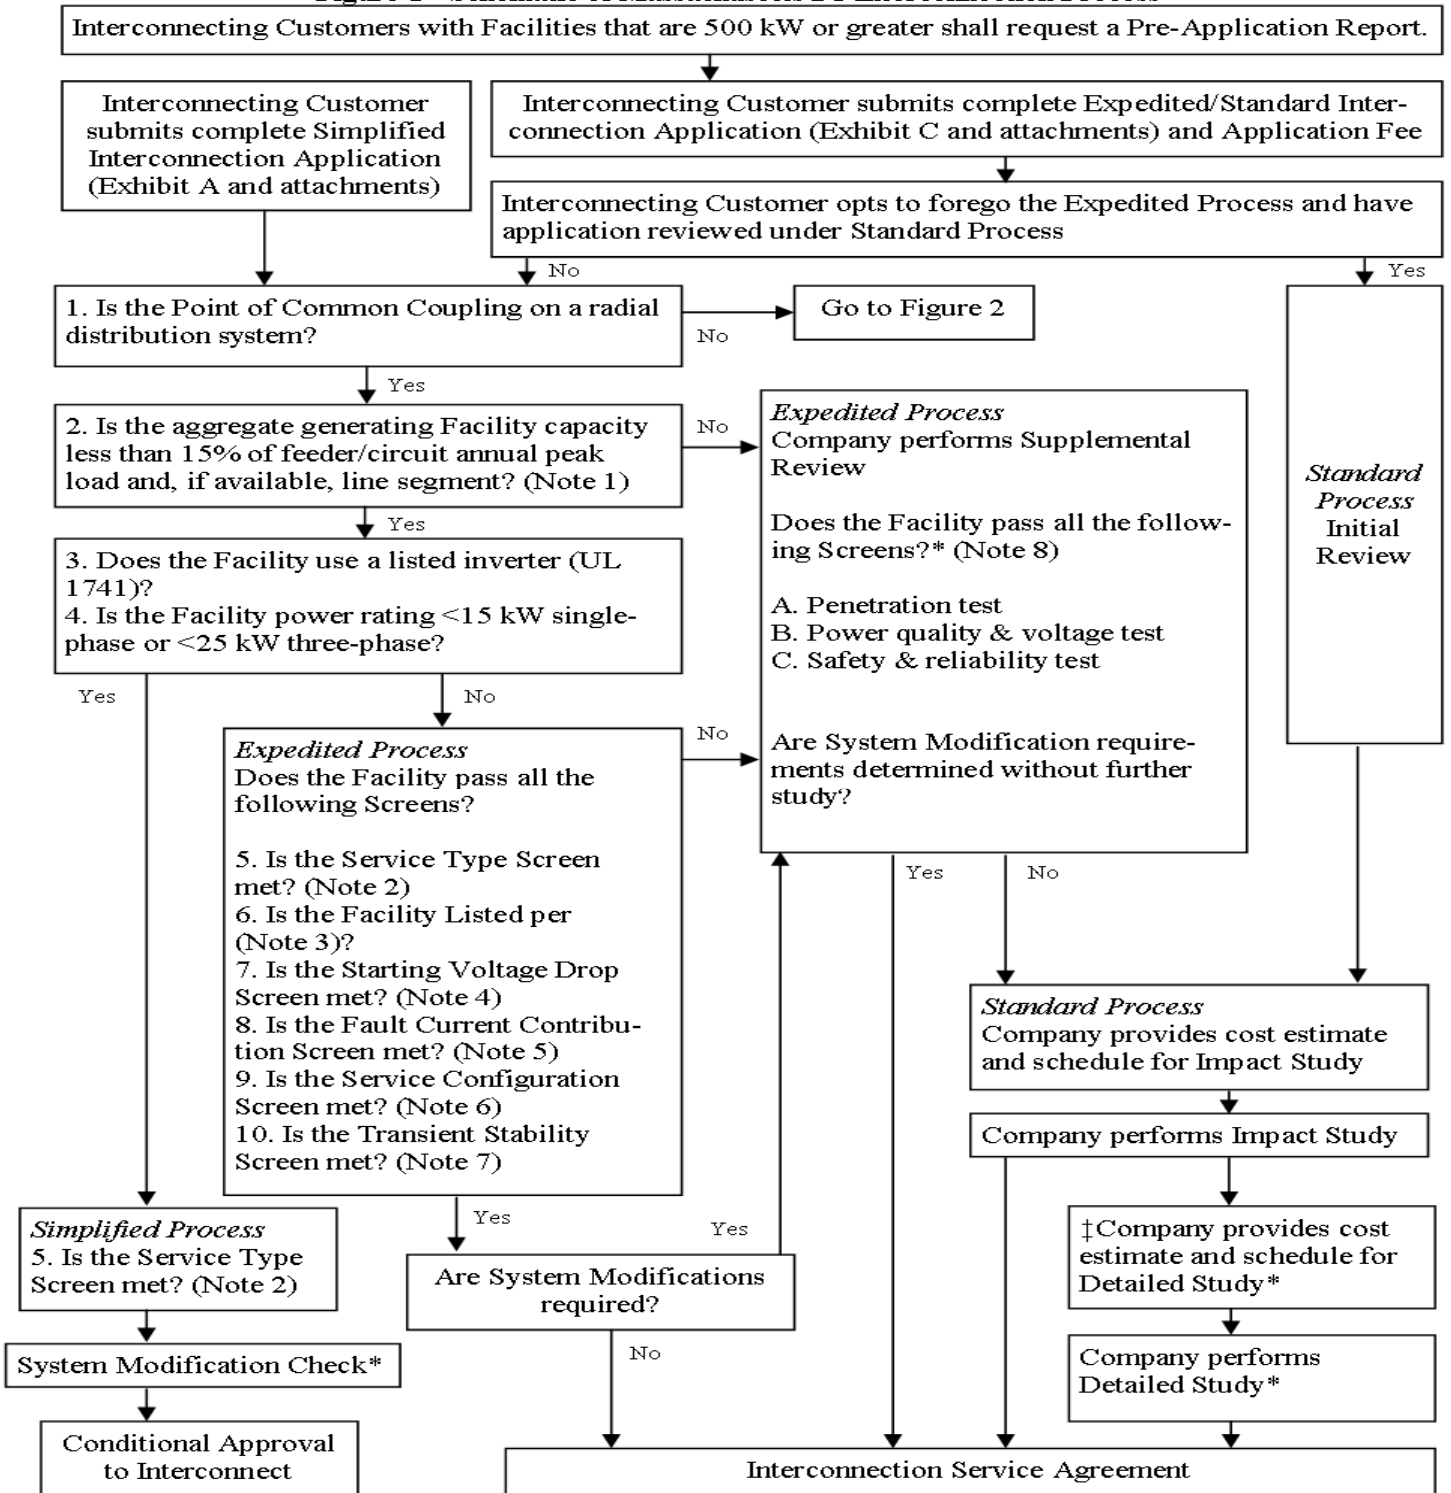 Interconnecting Customers with Facilities that are 500 kW or greater shall request a Pre-Application Report.
Interconnecting Customer
submits complete Simplified
Interconnection Application
(Exhibit A and attachments)
Interconnecting Customer submits complete Expedited/Standard Inter-
connection Application (Exhibit C and attachments) and Application Fee
Interconnecting Customer opts to forego the Expedited Process and have
application reviewed under Standard Process
No
Yes
1. Is the Point of Common Coupling on a radial
distribution system?
No
Go to Figure 2
Yes
2. Is the aggregate generating Facility capacity
less than 15% of feeder/circuit annual peak
load and, if available, line segment? (Note 1)
No
Yes
3. Does the Facility use a listed inverter (UL
1741)?
4. Is the Facility power rating <15 kW single-
phase or <25 kW three-phase?
Yes
No
Expedited Process
Company performs Supplemental
Review
Does the Facility pass all the follow-
ing Screens?* (Note 8)
A. Penetration test
B. Power quality & voltage test
C. Safety & reliability test
Are System Modification require-
ments determined without further
study?
Standard
Process
Initial
Review
Expedited Process
Does the Facility pass all the
following Screens?
5. Is the Service Type Screen
met? (Note 2)
6. Is the Facility Listed per
(Note 3)?
7. Is the Starting Voltage Drop
Screen met? (Note 4)
8. Is the Fault Current Contribu-
tion Screen met? (Note 5)
9. Is the Service Configuration
Screen met? (Note 6)
10. Is the Transient Stability
Screen met? (Note 7)
No
Yes
No
Standard Process
Company provides cost estimate
and schedule for Impact Study
Company performs Impact Study
‡Company provides cost
estimate and schedule for
Detailed Study*
Company performs
Detailed Study*
Yes
Yes
Are System Modifications
required?
No
Simplified Process
5. Is the Service Type
Screen met? (Note 2)
System Modification Check*
Conditional Approval
to Interconnect
Interconnection Service Agreement